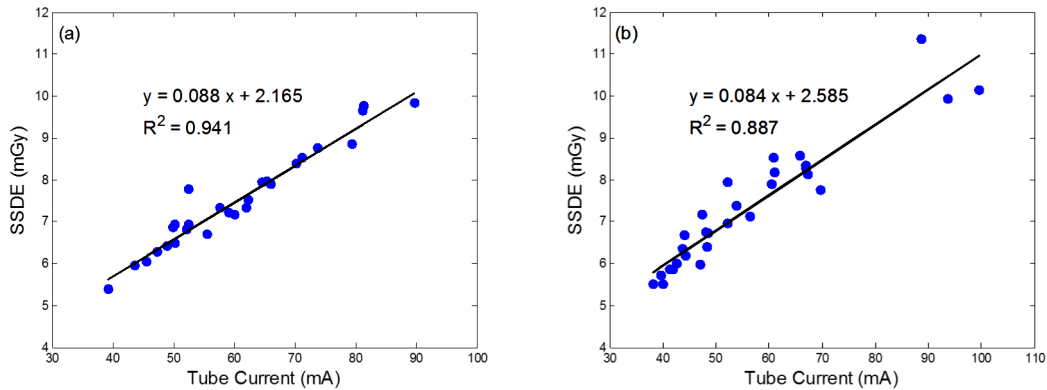 (a)
y = 0.088 x + 2.165
R² = 0.941
SSDE (mGy)
12
11
10
9
8
7
6
5
4
30 40 50 60 70 80 90 100
Tube Current (mA)
(b)
y = 0.084 x + 2.585
R² = 0.887
SSDE (mGy)
12
11
10
9
8
7
6
5
4
30 40 50 60 70 80 90 100 110
Tube Current (mA)